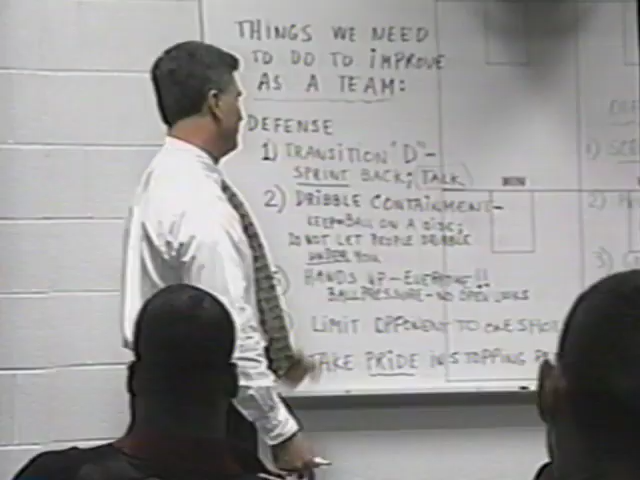 THINGS WE NEED
TO DO TO IMPROVE
AS A TEAM:
DEFENSE
1) TRANSITION "D"-
SPRINT BACK; TALK
2) DRIBBLE CONTAINMENT-
KEEP BALL ON A DISC;
DO NOT LET PEOPLE DRIBBLE
UNDER YOU
HANDS UP-EVERYTIME!!
BALL PRESSURE-NO OPEN LOOKS
LIMIT OPPONENT TO ONE SHOT
TAKE PRIDE IN STOPPING
1)
2)
3)